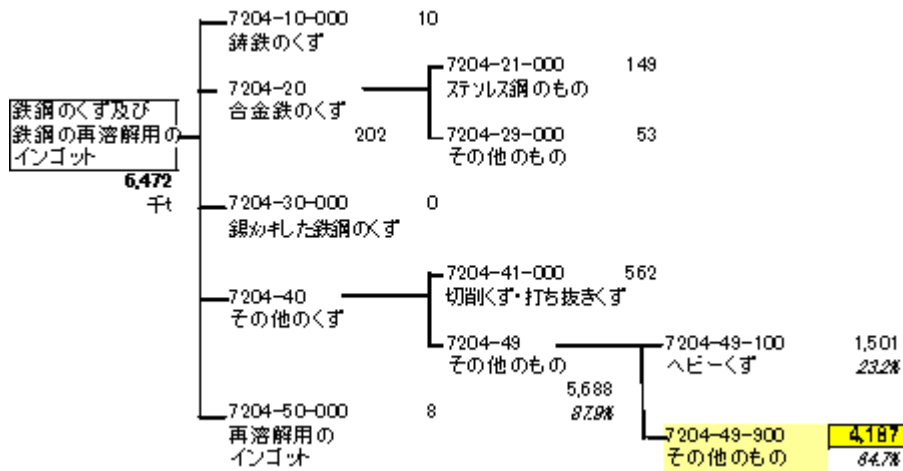 鉄鋼のくず及び
鉄鋼の再溶解用の
インゴット
6,472
千t
7204-10-000 10
鋳鉄のくず
7204-20
合金鉄のくず
202
7204-21-000 149
ステンレス鋼のもの
7204-29-000 53
その他のもの
7204-30-000 0
錫メッキした鉄鋼のくず
7204-40
その他のくず
7204-41-000 562
切削くず・打ち抜きくず
7204-49
その他のもの
5,688
87.9%
7204-49-100 1,501
ヘビーくず 23.2%
7204-49-900 4,187
その他のもの 64.7%
7204-50-000 8
再溶解用の
インゴット